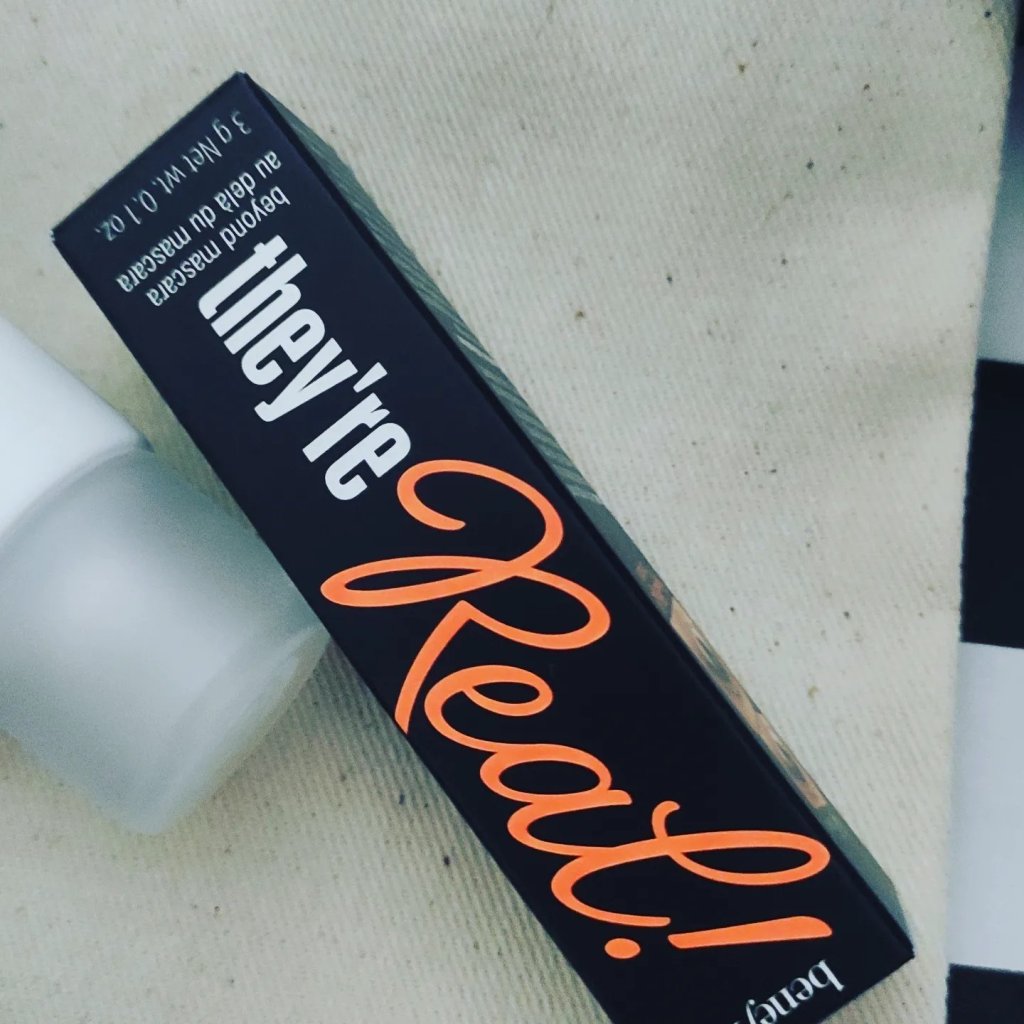 they're
Real!
beyond mascara
au delà du mascara
3 g Net wt. 0.1 oz.